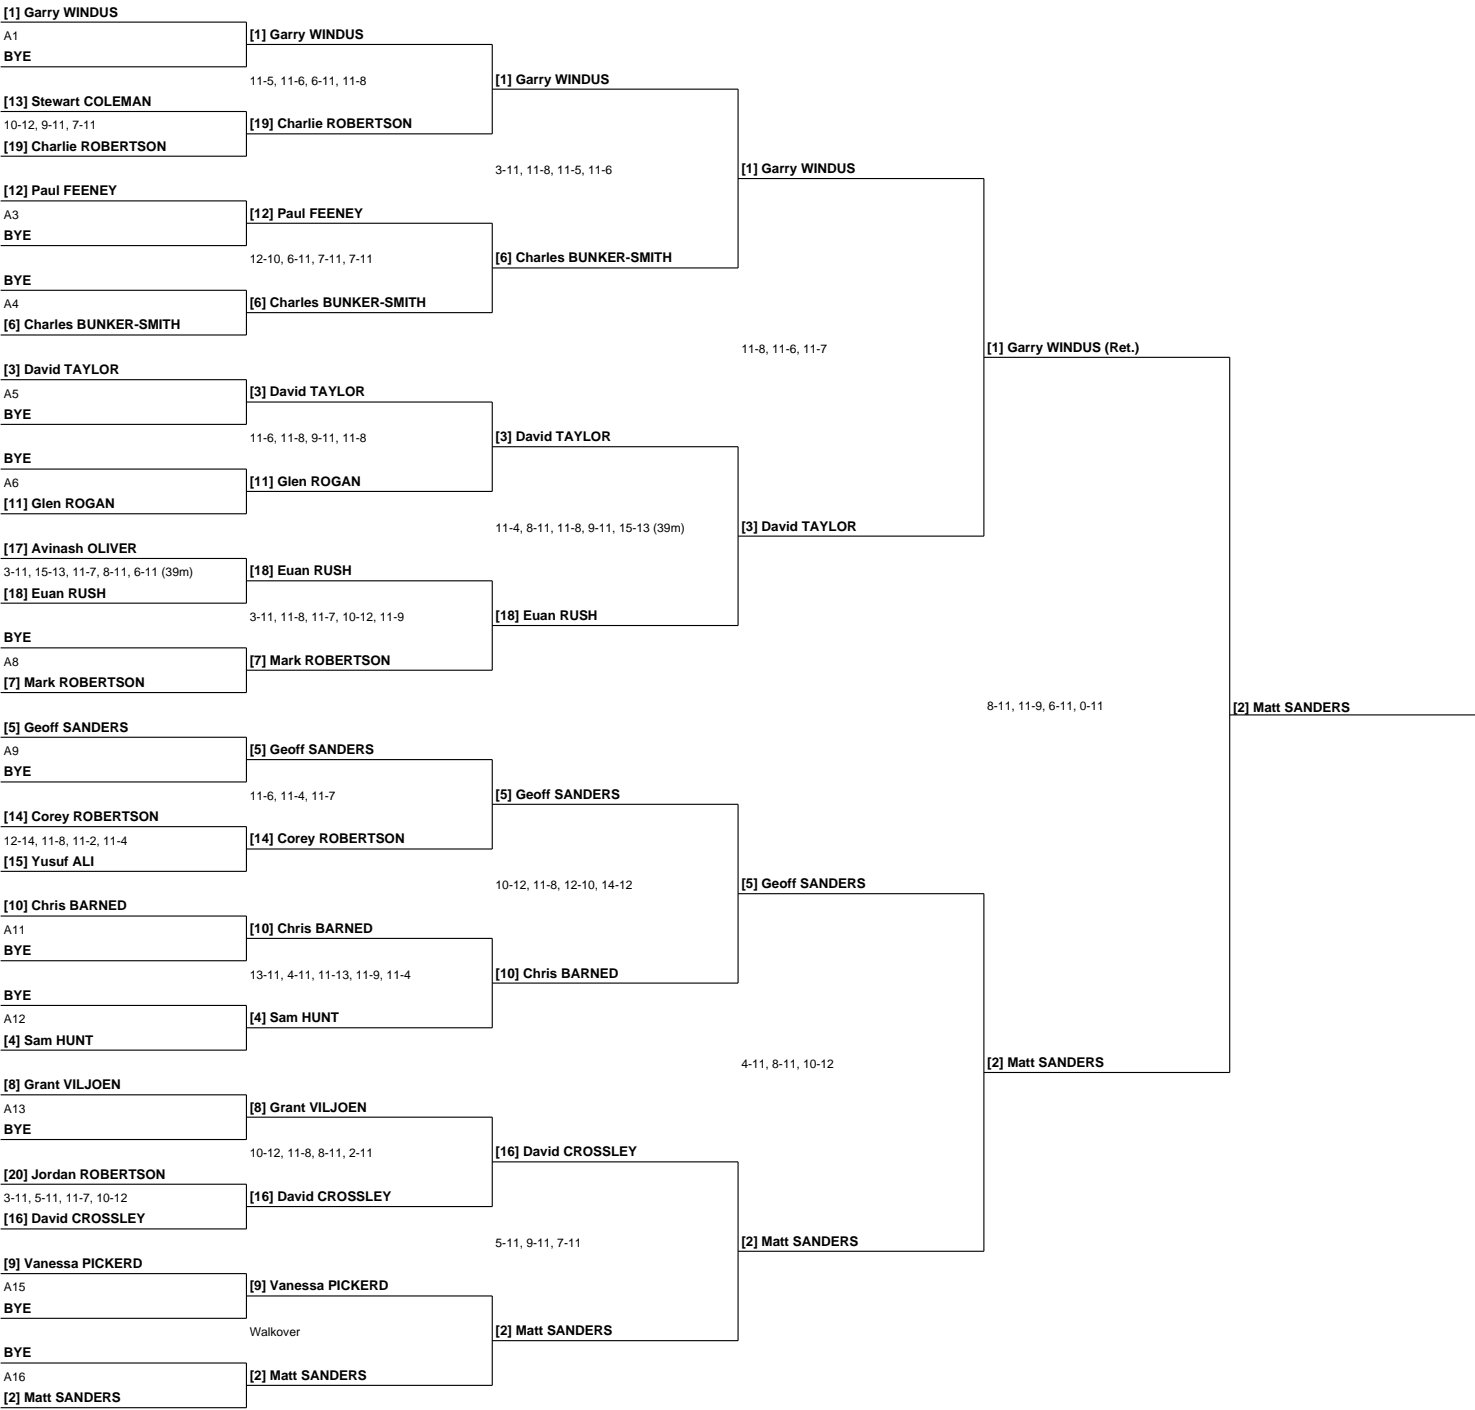 [1] Garry WINDUS
A1
BYE
[13] Stewart COLEMAN
10-12, 9-11, 7-11
[19] Charlie ROBERTSON
[12] Paul FEENEY
A3
BYE
BYE
A4
[6] Charles BUNKER-SMITH
[3] David TAYLOR
A5
BYE
BYE
A6
[11] Glen ROGAN
[17] Avinash OLIVER
3-11, 15-13, 11-7, 8-11, 6-11 (39m)
[18] Euan RUSH
BYE
A8
[7] Mark ROBERTSON
[5] Geoff SANDERS
A9
BYE
[14] Corey ROBERTSON
12-14, 11-8, 11-2, 11-4
[15] Yusuf ALI
[10] Chris BARNED
A11
BYE
BYE
A12
[4] Sam HUNT
[8] Grant VILJOEN
A13
BYE
[20] Jordan ROBERTSON
3-11, 5-11, 11-7, 10-12
[16] David CROSSLEY
[9] Vanessa PICKERD
A15
BYE
BYE
A16
[2] Matt SANDERS
[1] Garry WINDUS
11-5, 11-6, 6-11, 11-8
[19] Charlie ROBERTSON
[12] Paul FEENEY
12-10, 6-11, 7-11, 7-11
[6] Charles BUNKER-SMITH
[3] David TAYLOR
11-6, 11-8, 9-11, 11-8
[11] Glen ROGAN
[18] Euan RUSH
3-11, 11-8, 11-7, 10-12, 11-9
[7] Mark ROBERTSON
[5] Geoff SANDERS
11-6, 11-4, 11-7
[14] Corey ROBERTSON
[10] Chris BARNED
13-11, 4-11, 11-13, 11-9, 11-4
[4] Sam HUNT
[8] Grant VILJOEN
10-12, 11-8, 8-11, 2-11
[16] David CROSSLEY
[9] Vanessa PICKERD
Walkover
[2] Matt SANDERS
[1] Garry WINDUS
3-11, 11-8, 11-5, 11-6
[6] Charles BUNKER-SMITH
[3] David TAYLOR
11-4, 8-11, 11-8, 9-11, 15-13 (39m)
[18] Euan RUSH
[5] Geoff SANDERS
10-12, 11-8, 12-10, 14-12
[10] Chris BARNED
[16] David CROSSLEY
5-11, 9-11, 7-11
[2] Matt SANDERS
[1] Garry WINDUS
11-8, 11-6, 11-7
[3] David TAYLOR
[5] Geoff SANDERS
4-11, 8-11, 10-12
[2] Matt SANDERS
[1] Garry WINDUS (Ret.)
8-11, 11-9, 6-11, 0-11
[2] Matt SANDERS
[2] Matt SANDERS